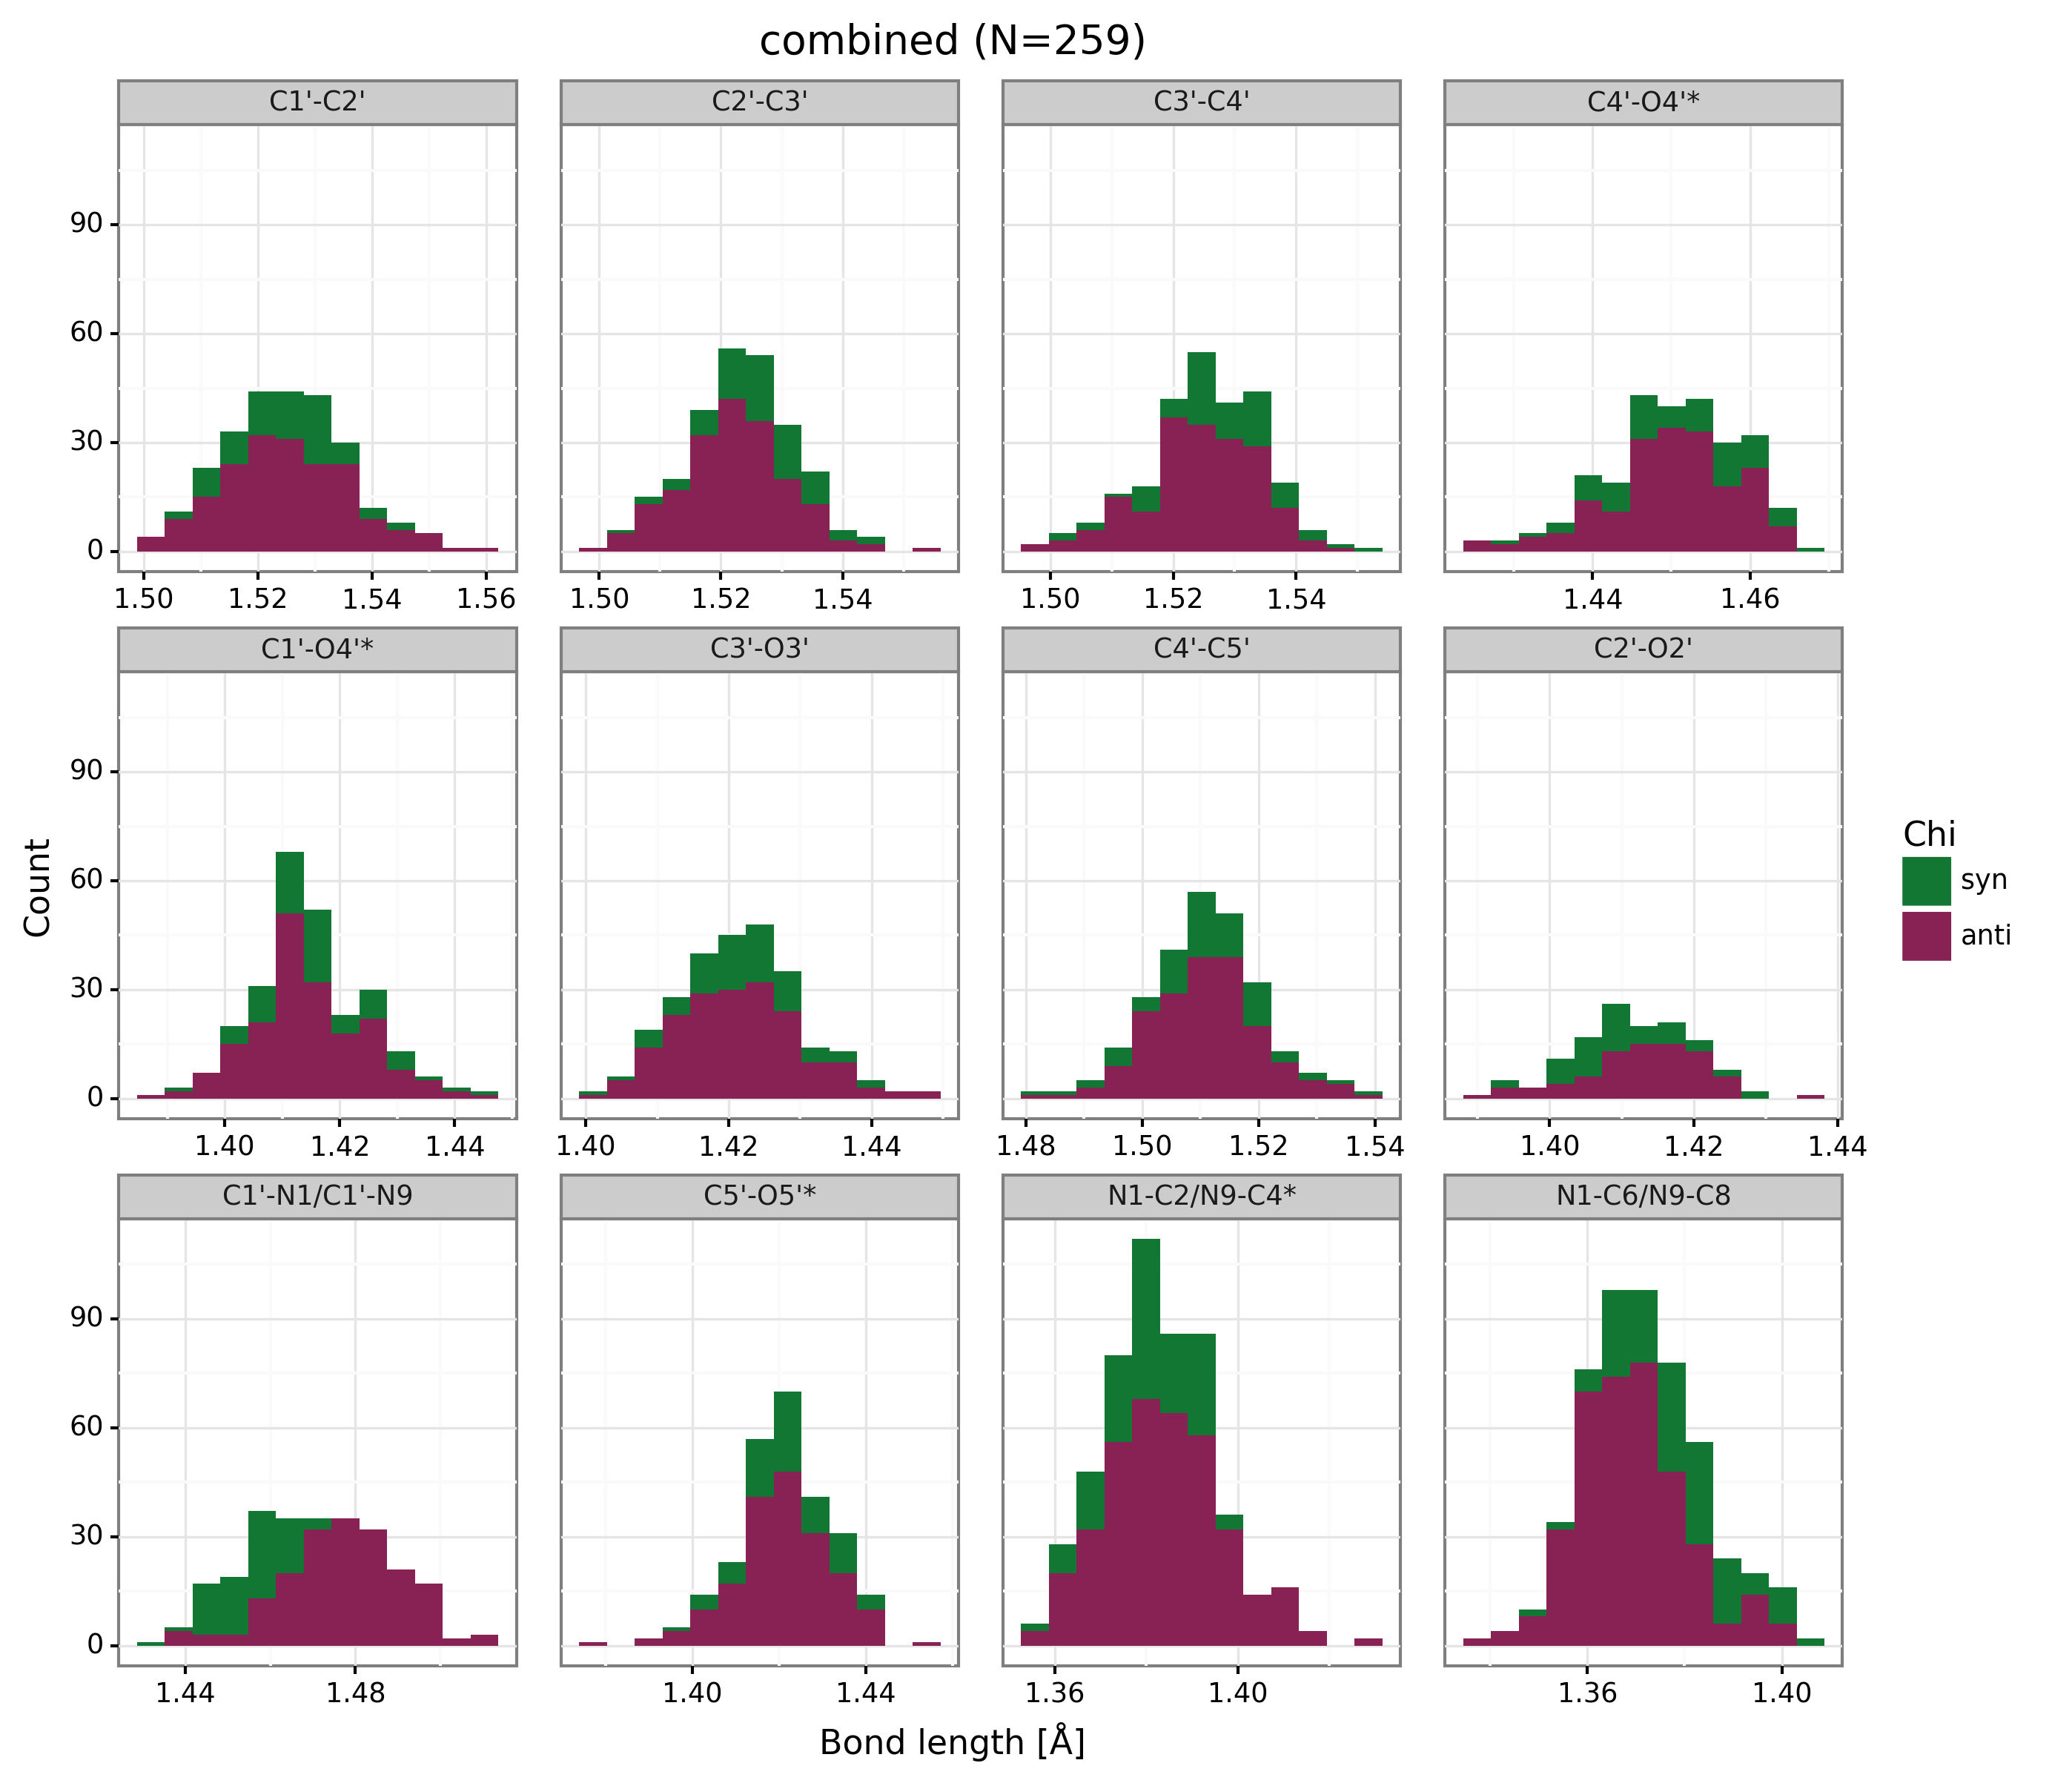 combined (N=259)
C1'-C2' C2'-C3' C3'-C4' C4'-O4'*
90
60
30
0
1.50 1.52 1.54 1.56 1.50 1.52 1.54 1.50 1.52 1.54 1.44 1.46
C1'-O4'* C3'-O3' C4'-C5' C2'-O2'
90
60
30
0
1.40 1.42 1.44 1.40 1.42 1.44 1.48 1.50 1.52 1.54 1.40 1.42 1.44
C1'-N1/C1'-N9 C5'-O5'* N1-C2/N9-C4* N1-C6/N9-C8
90
60
30
0
1.44 1.48 1.40 1.44 1.36 1.40 1.36 1.40
Count
Bond length [Å]
Chi
syn
anti